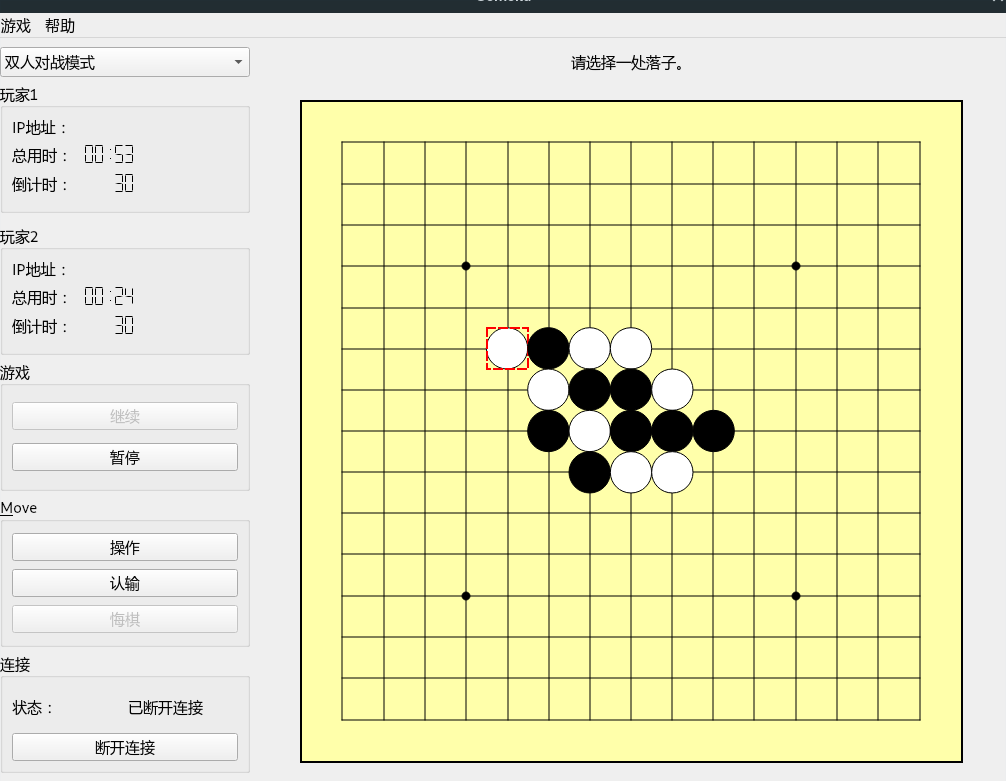 游戏 帮助
双人对战模式
请选择一处落子。
玩家1
IP地址：
总用时： 00:53
倒计时： 30
玩家2
IP地址：
总用时： 00:24
倒计时： 30
游戏
继续
暂停
Move
操作
认输
悔棋
连接
状态： 已断开连接
断开连接